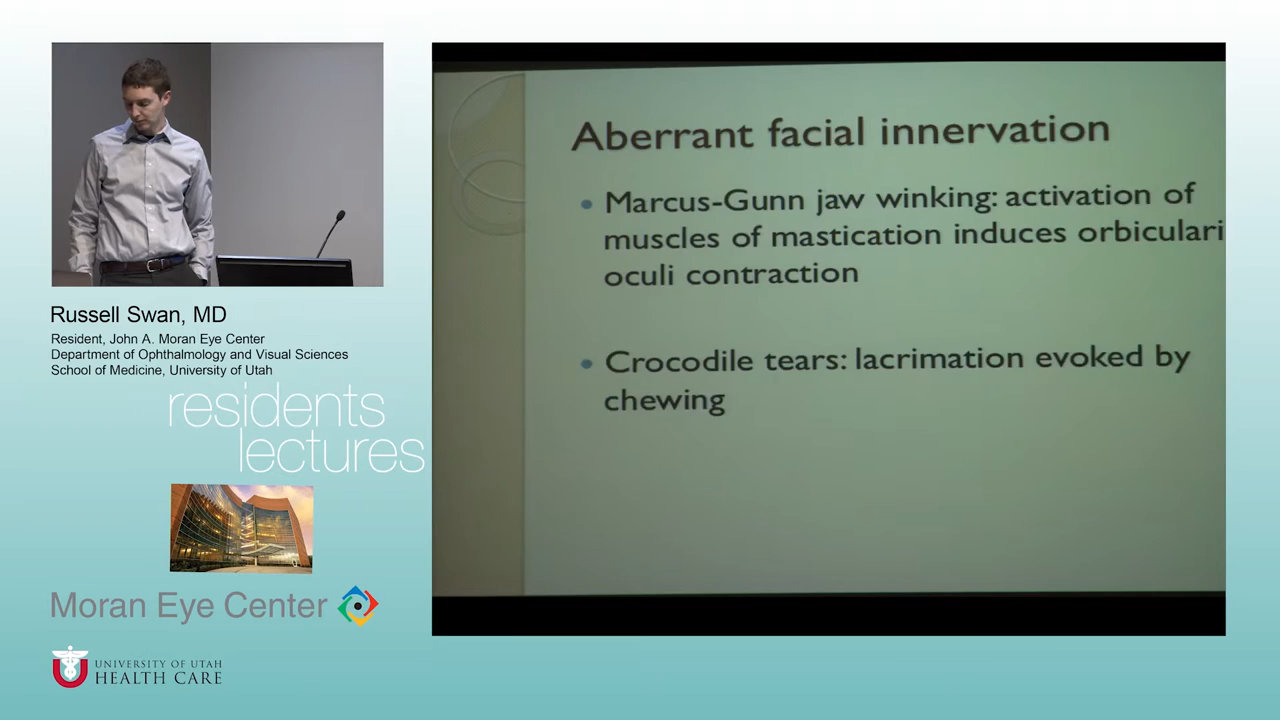 Russell Swan, MD
Resident, John A. Moran Eye Center
Department of Ophthalmology and Visual Sciences
School of Medicine, University of Utah
residents
lectures
Moran Eye Center
UNIVERSITY OF UTAH
HEALTH CARE
Aberrant facial innervation
• Marcus-Gunn jaw winking: activation of
muscles of mastication induces orbiculari
oculi contraction
• Crocodile tears: lacrimation evoked by
chewing